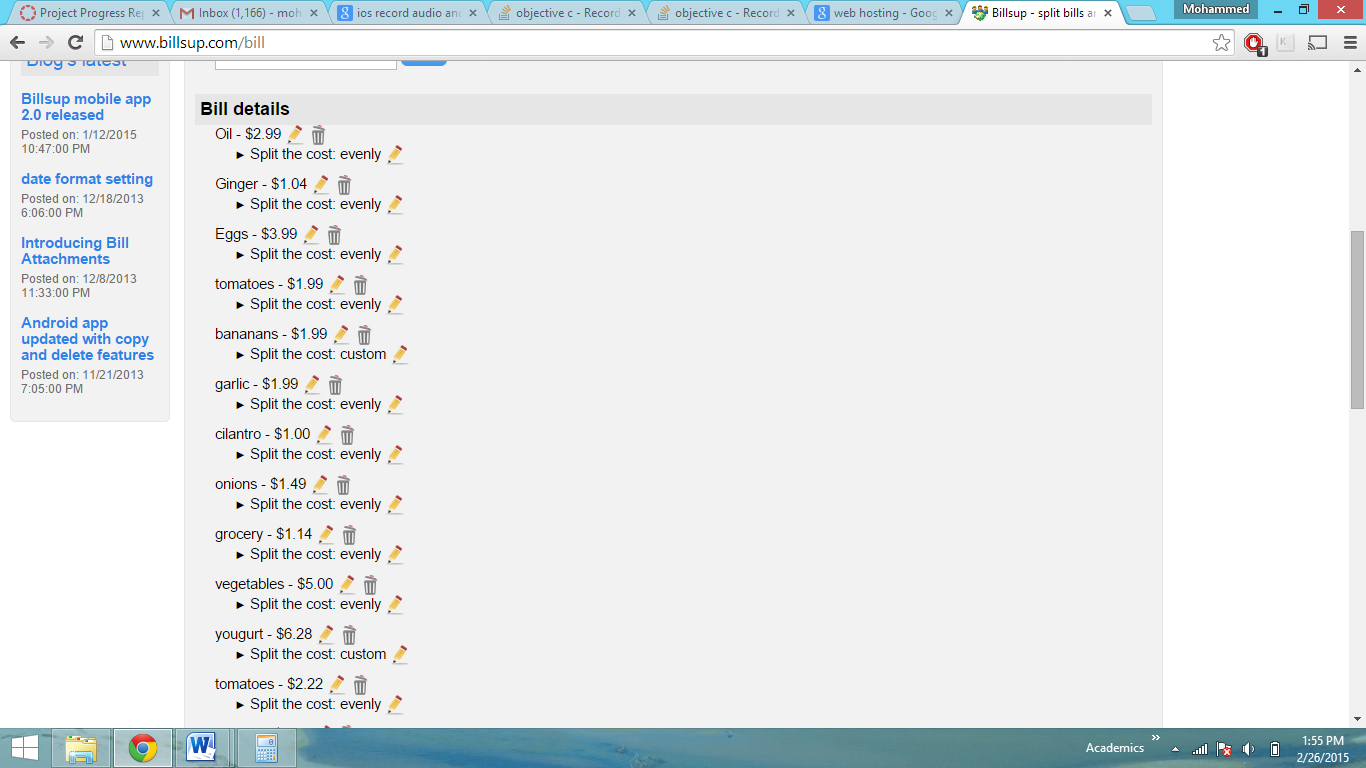 Project Progress Re
Inbox (1,166) - moh
ios record audio an
objective c - Record
objective c - Record
web hosting - Goog
Billsup - split bills a
Mohammed
www.billsup.com/bill
1
K
Blog's latest
Billsup mobile app
2.0 released
Posted on: 1/12/2015
10:47:00 PM
date format setting
Posted on: 12/18/2013
6:06:00 PM
Introducing Bill
Attachments
Posted on: 12/8/2013
11:33:00 PM
Android app
updated with copy
and delete features
Posted on: 11/21/2013
7:05:00 PM
Bill details
Oil - $2.99
Split the cost: evenly
Ginger - $1.04
Split the cost: evenly
Eggs - $3.99
Split the cost: evenly
tomatoes - $1.99
Split the cost: evenly
bananans - $1.99
Split the cost: custom
garlic - $1.99
Split the cost: evenly
cilantro - $1.00
Split the cost: evenly
onions - $1.49
Split the cost: evenly
grocery - $1.14
Split the cost: evenly
vegetables - $5.00
Split the cost: evenly
yougurt - $6.28
Split the cost: custom
tomatoes - $2.22
Split the cost: evenly
Academics
1:55 PM
2/26/2015